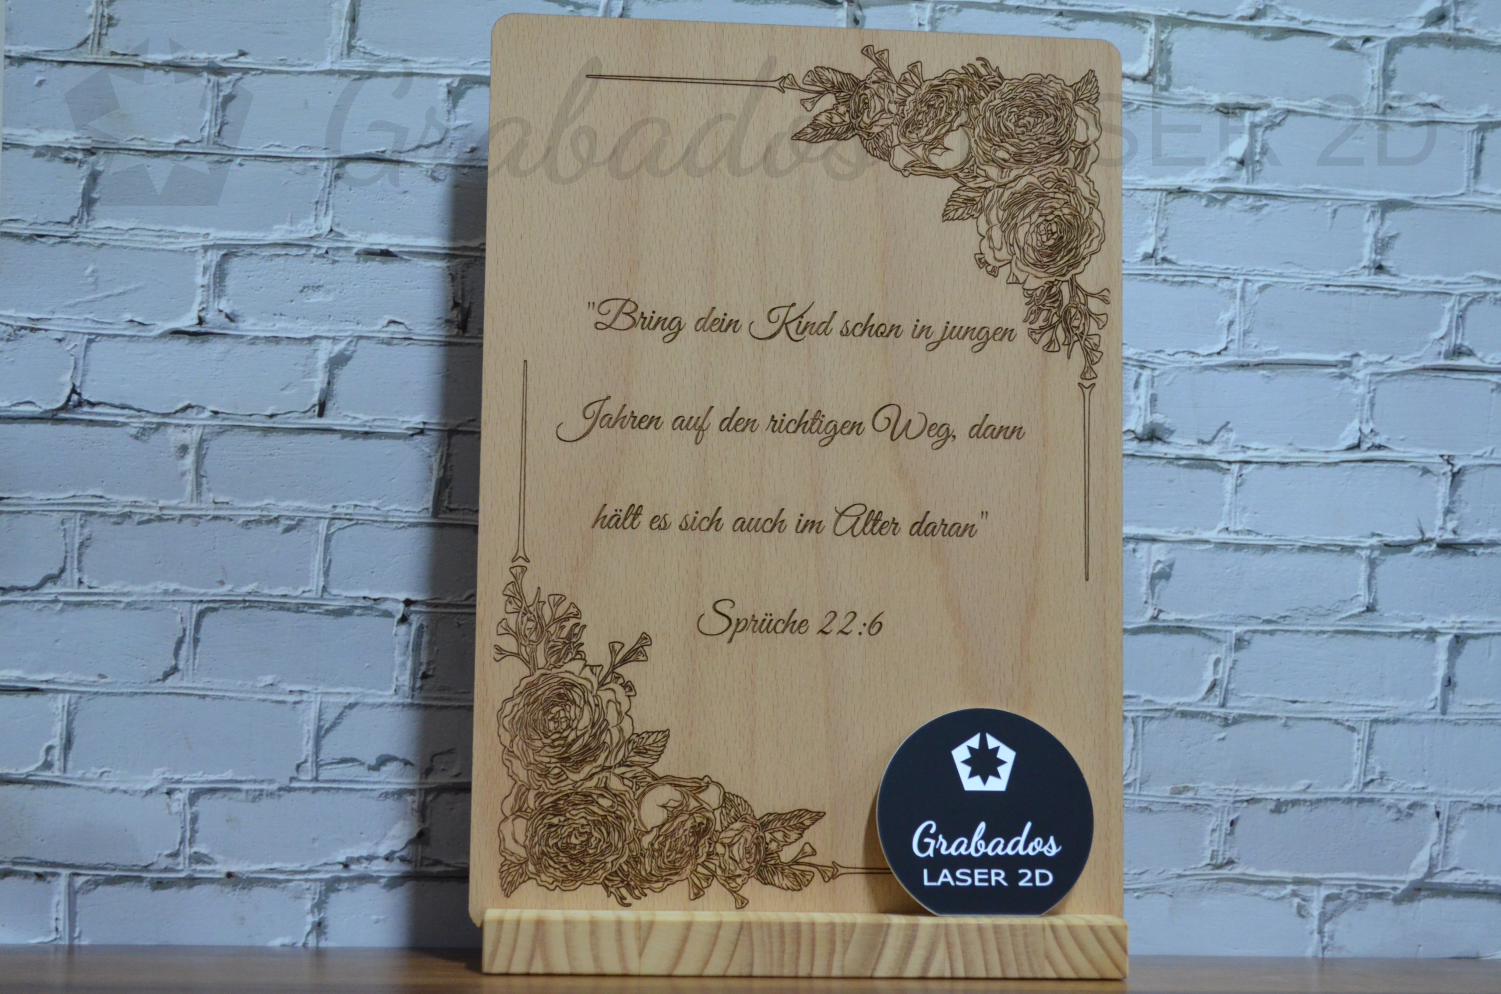 Grabados LASER 2D
"Bring dein Kind schon in jungen
Jahren auf den richtigen Weg, dann
hält es sich auch im Alter daran"
Sprüche 22:6
Grabados
LASER 2D